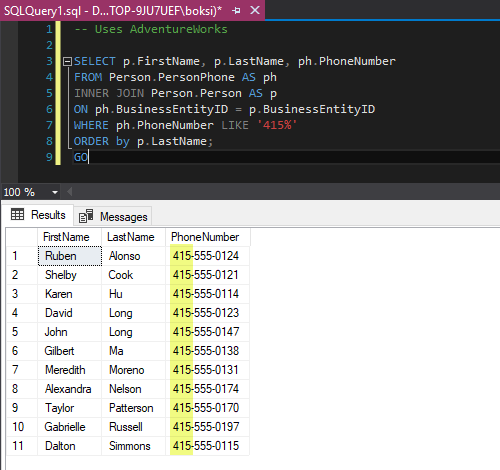 SQLQuery1.sql - D...TOP-9JU7UEF\boksi)*
1 -- Uses AdventureWorks
2
3 SELECT p.FirstName, p.LastName, ph.PhoneNumber
4 FROM Person.PersonPhone AS ph
5 INNER JOIN Person.Person AS p
6 ON ph.BusinessEntityID = p.BusinessEntityID
7 WHERE ph.PhoneNumber LIKE '415%'
8 ORDER by p.LastName;
9 GO
100 %
Results Messages
FirstName LastName PhoneNumber
1 Ruben Alonso 415-555-0124
2 Shelby Cook 415-555-0121
3 Karen Hu 415-555-0114
4 David Long 415-555-0123
5 John Long 415-555-0147
6 Gilbert Ma 415-555-0138
7 Meredith Moreno 415-555-0131
8 Alexandra Nelson 415-555-0174
9 Taylor Patterson 415-555-0170
10 Gabrielle Russell 415-555-0197
11 Dalton Simmons 415-555-0115